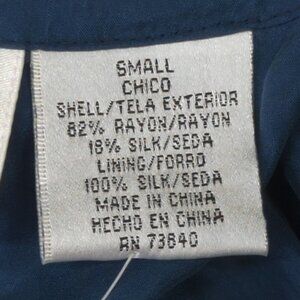 SMALL
CHICO
SHELL/TELA EXTERIOR
82% RAYON/RAYON
18% SILK/SEDA
LINING/FORRO
100% SILK/SEDA
MADE IN CHINA
HECHO EN CHINA
RN 73840